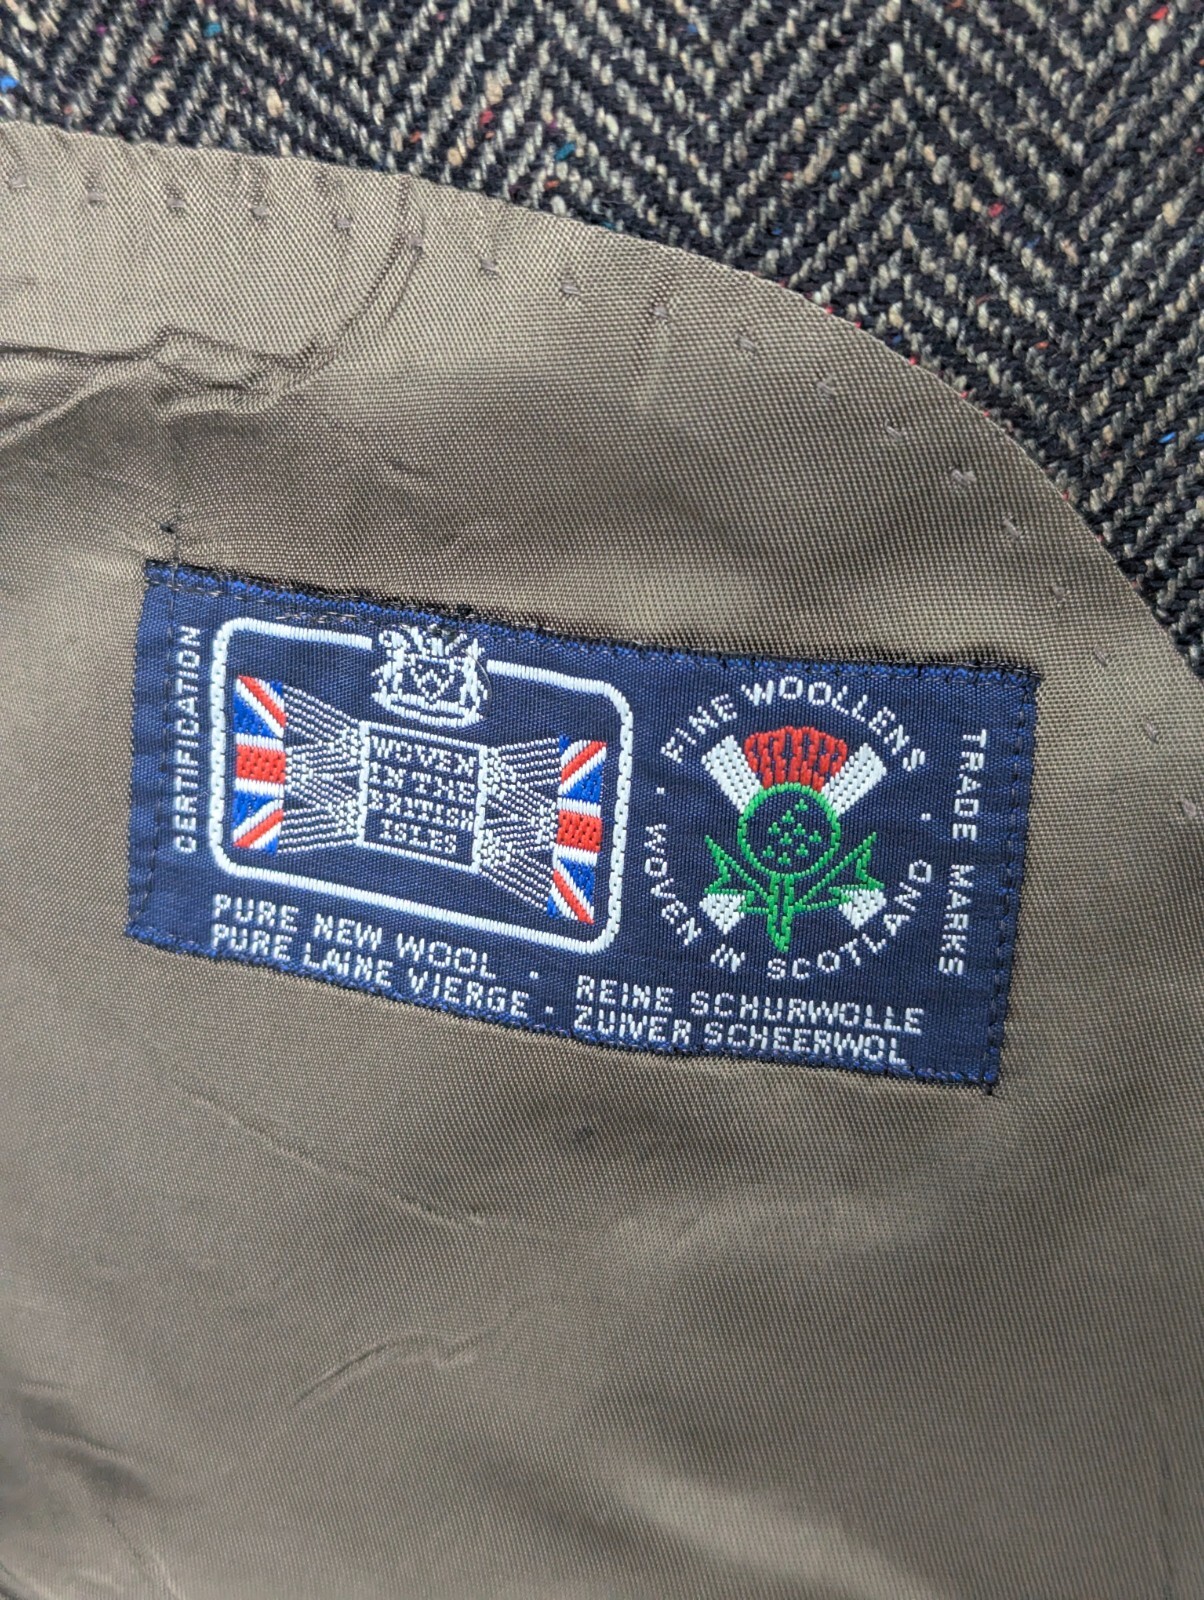 CERTIFICATION
WOVEN
IN THE
BRITISH
ISLES
FINE WOOLLENS · WOVEN IN SCOTLAND ·
TRADE MARKS
PURE NEW WOOL · REINE SCHURWOLLE
PURE LAINE VIERGE · ZUIVER SCHEERWOL